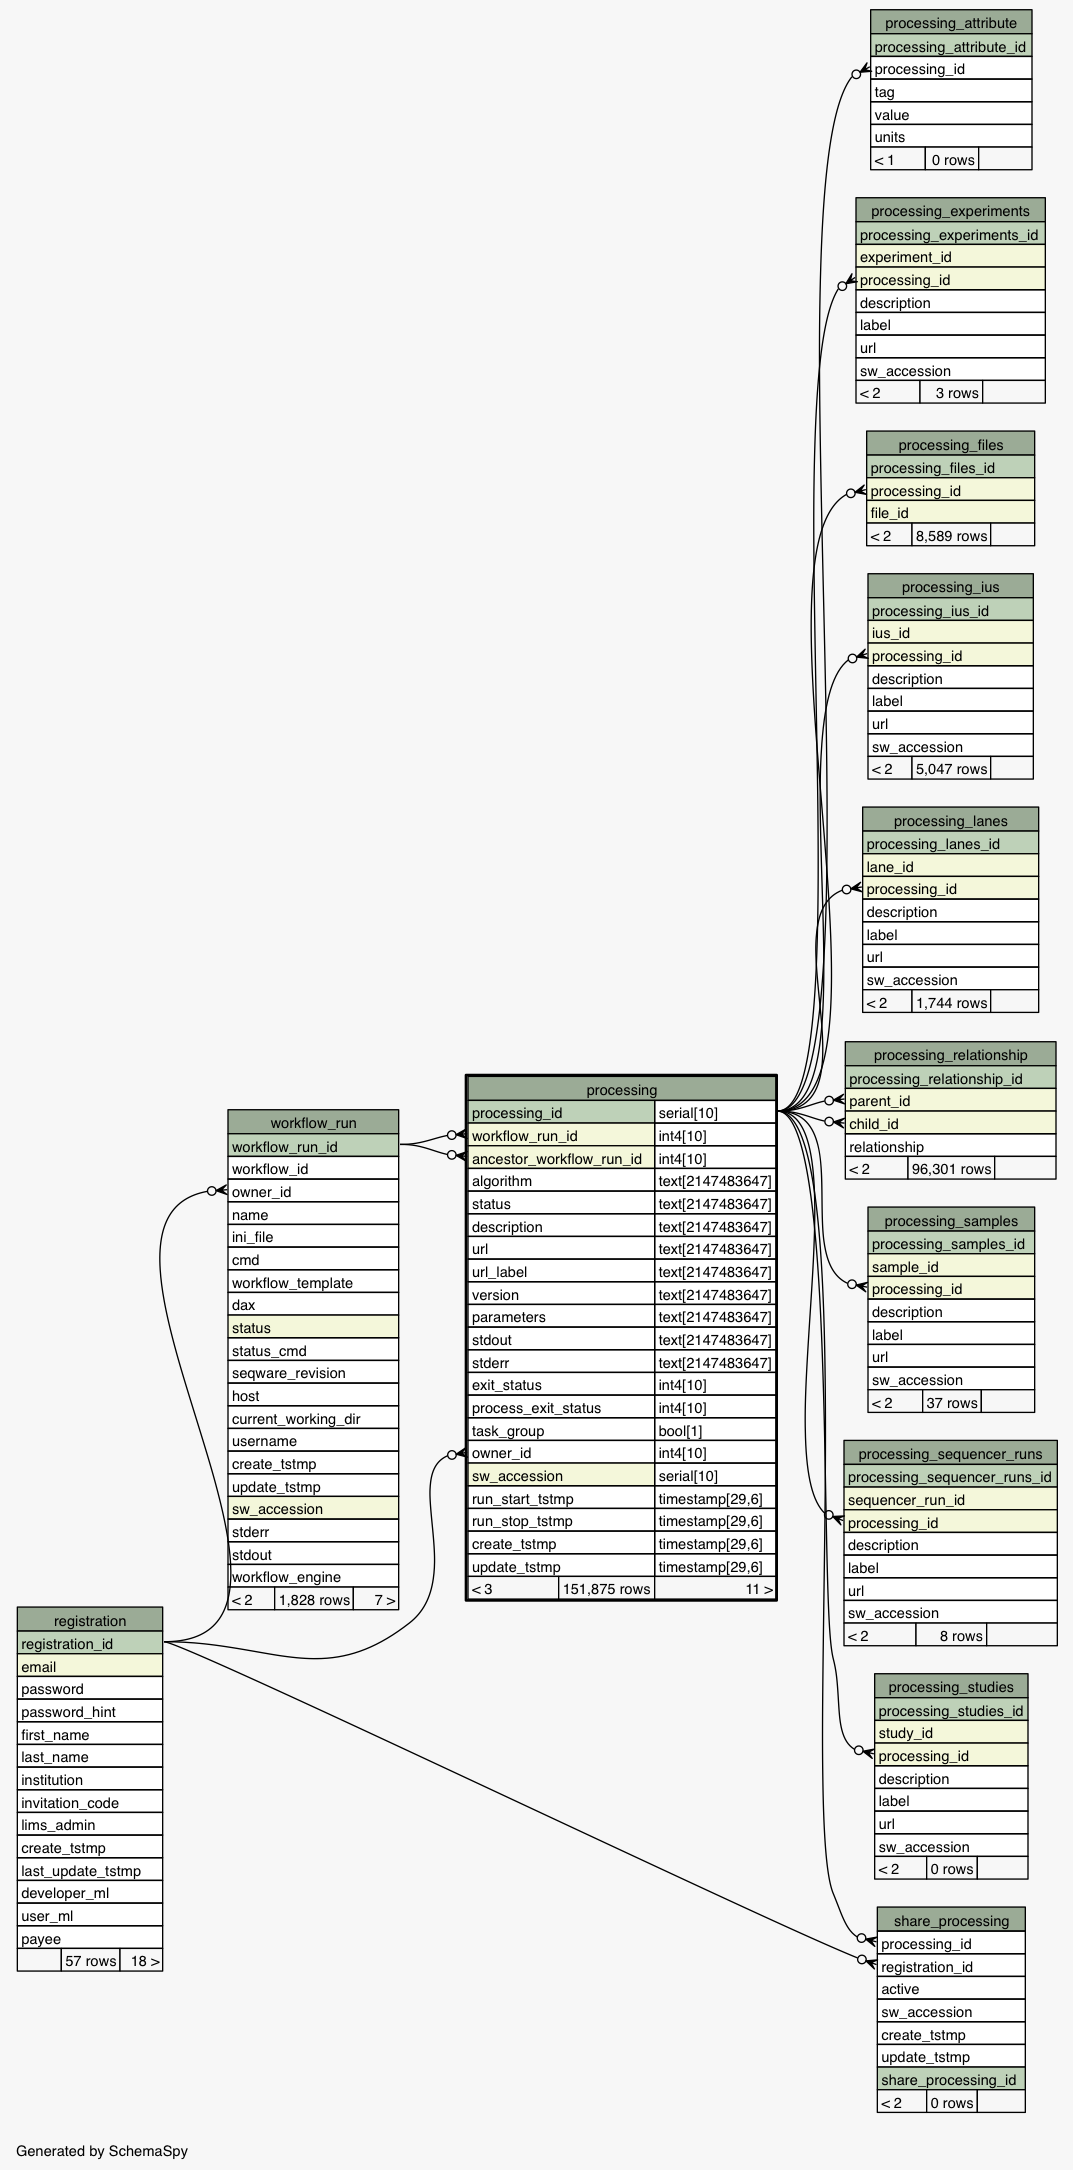 processing_attribute
processing_attribute_id
processing_id
tag
value
units
< 1 0 rows
processing_experiments
processing_experiments_id
experiment_id
processing_id
description
label
url
sw_accession
< 2 3 rows
processing_files
processing_files_id
processing_id
file_id
< 2 8,589 rows
processing_ius
processing_ius_id
ius_id
processing_id
description
label
url
sw_accession
< 2 5,047 rows
processing_lanes
processing_lanes_id
lane_id
processing_id
description
label
url
sw_accession
< 2 1,744 rows
processing_relationship
processing_relationship_id
parent_id
child_id
relationship
< 2 96,301 rows
processing
processing_id serial[10]
workflow_run_id int4[10]
ancestor_workflow_run_id int4[10]
algorithm text[2147483647]
status text[2147483647]
description text[2147483647]
url text[2147483647]
url_label text[2147483647]
version text[2147483647]
parameters text[2147483647]
stdout text[2147483647]
stderr text[2147483647]
exit_status int4[10]
process_exit_status int4[10]
task_group bool[1]
owner_id int4[10]
sw_accession serial[10]
run_start_tstmp timestamp[29,6]
run_stop_tstmp timestamp[29,6]
create_tstmp timestamp[29,6]
update_tstmp timestamp[29,6]
< 3 151,875 rows 11 >
workflow_run
workflow_run_id
workflow_id
owner_id
name
ini_file
cmd
workflow_template
dax
status
status_cmd
seqware_revision
host
current_working_dir
username
create_tstmp
update_tstmp
sw_accession
stderr
stdout
workflow_engine
< 2 1,828 rows 7 >
processing_samples
processing_samples_id
sample_id
processing_id
description
label
url
sw_accession
< 2 37 rows
processing_sequencer_runs
processing_sequencer_runs_id
sequencer_run_id
processing_id
description
label
url
sw_accession
< 2 8 rows
registration
registration_id
email
password
password_hint
first_name
last_name
institution
invitation_code
lims_admin
create_tstmp
last_update_tstmp
developer_ml
user_ml
payee
57 rows 18 >
processing_studies
processing_studies_id
study_id
processing_id
description
label
url
sw_accession
< 2 0 rows
share_processing
processing_id
registration_id
active
sw_accession
create_tstmp
update_tstmp
share_processing_id
< 2 0 rows
Generated by SchemaSpy